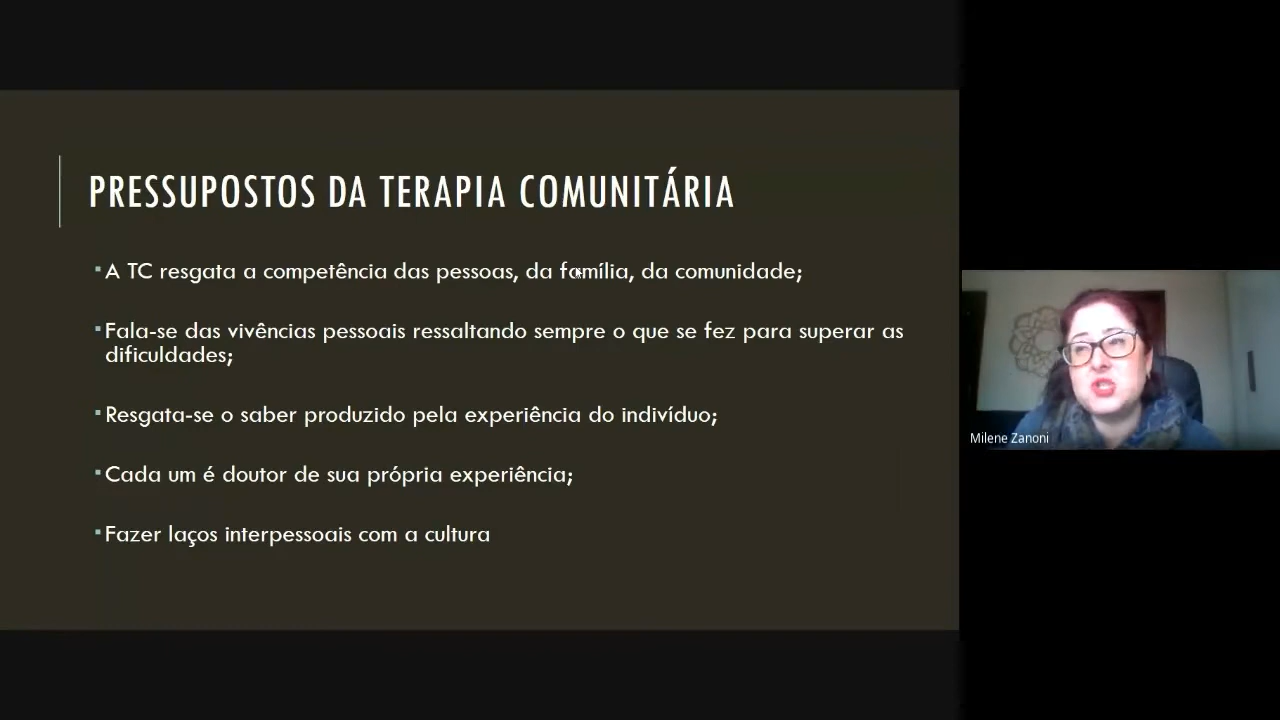 PRESSUPOSTOS DA TERAPIA COMUNITÁRIA
A TC resgata a competência das pessoas, da família, da comunidade;
Fala-se das vivências pessoais ressaltando sempre o que se fez para superar as
dificuldades;
Resgata-se o saber produzido pela experiência do indivíduo;
Cada um é doutor de sua própria experiência;
Fazer laços interpessoais com a cultura
Milene Zanoni